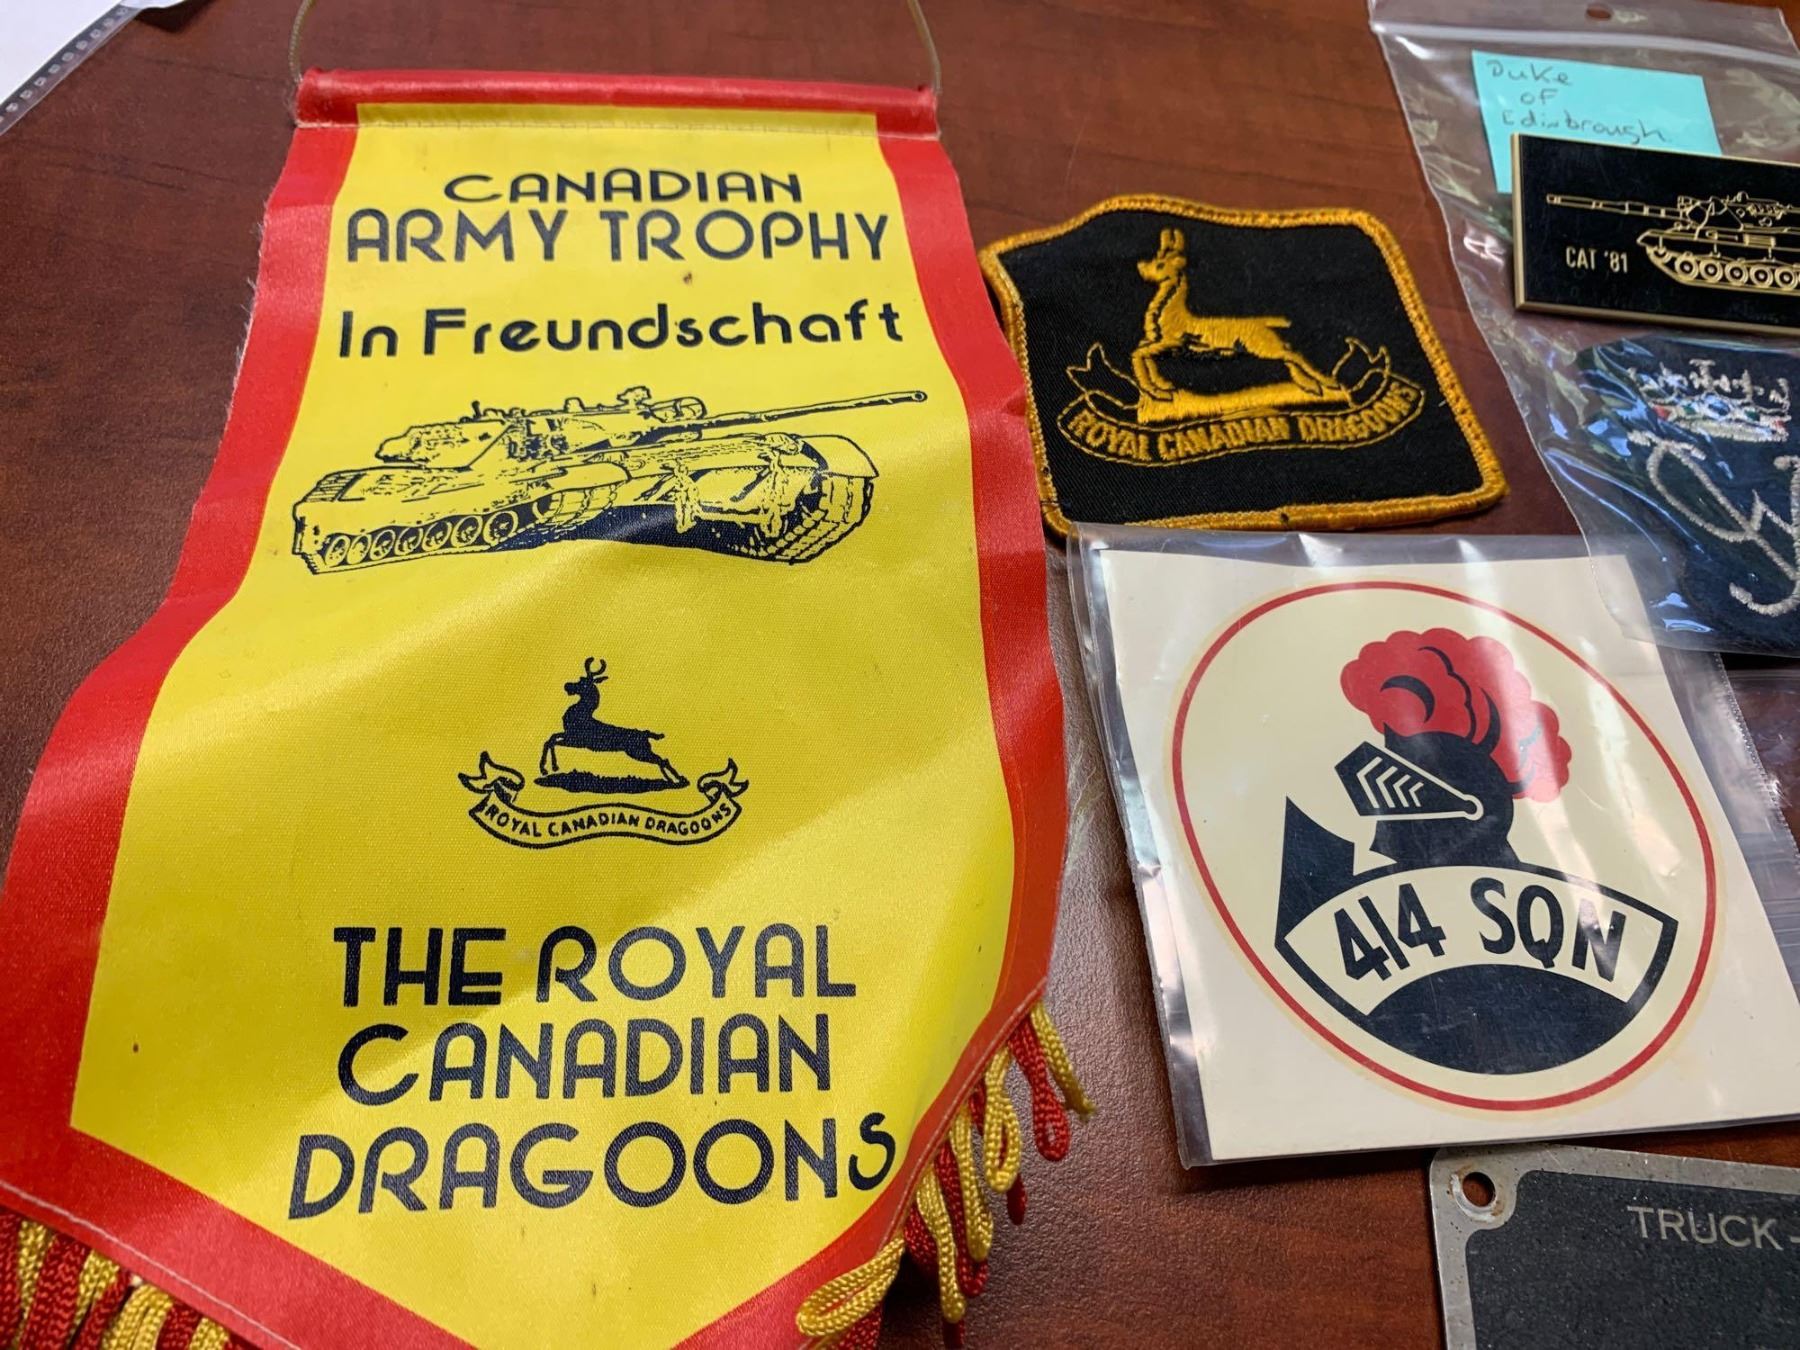 CANADIAN
ARMY TROPHY
In Freundschaft
ROYAL CANADIAN DRAGOONS
THE ROYAL
CANADIAN
DRAGOONS
ROYAL CANADIAN DRAGOONS
Duke
of
Edinbrough
CAT '81
414 SQN
TRUCK-